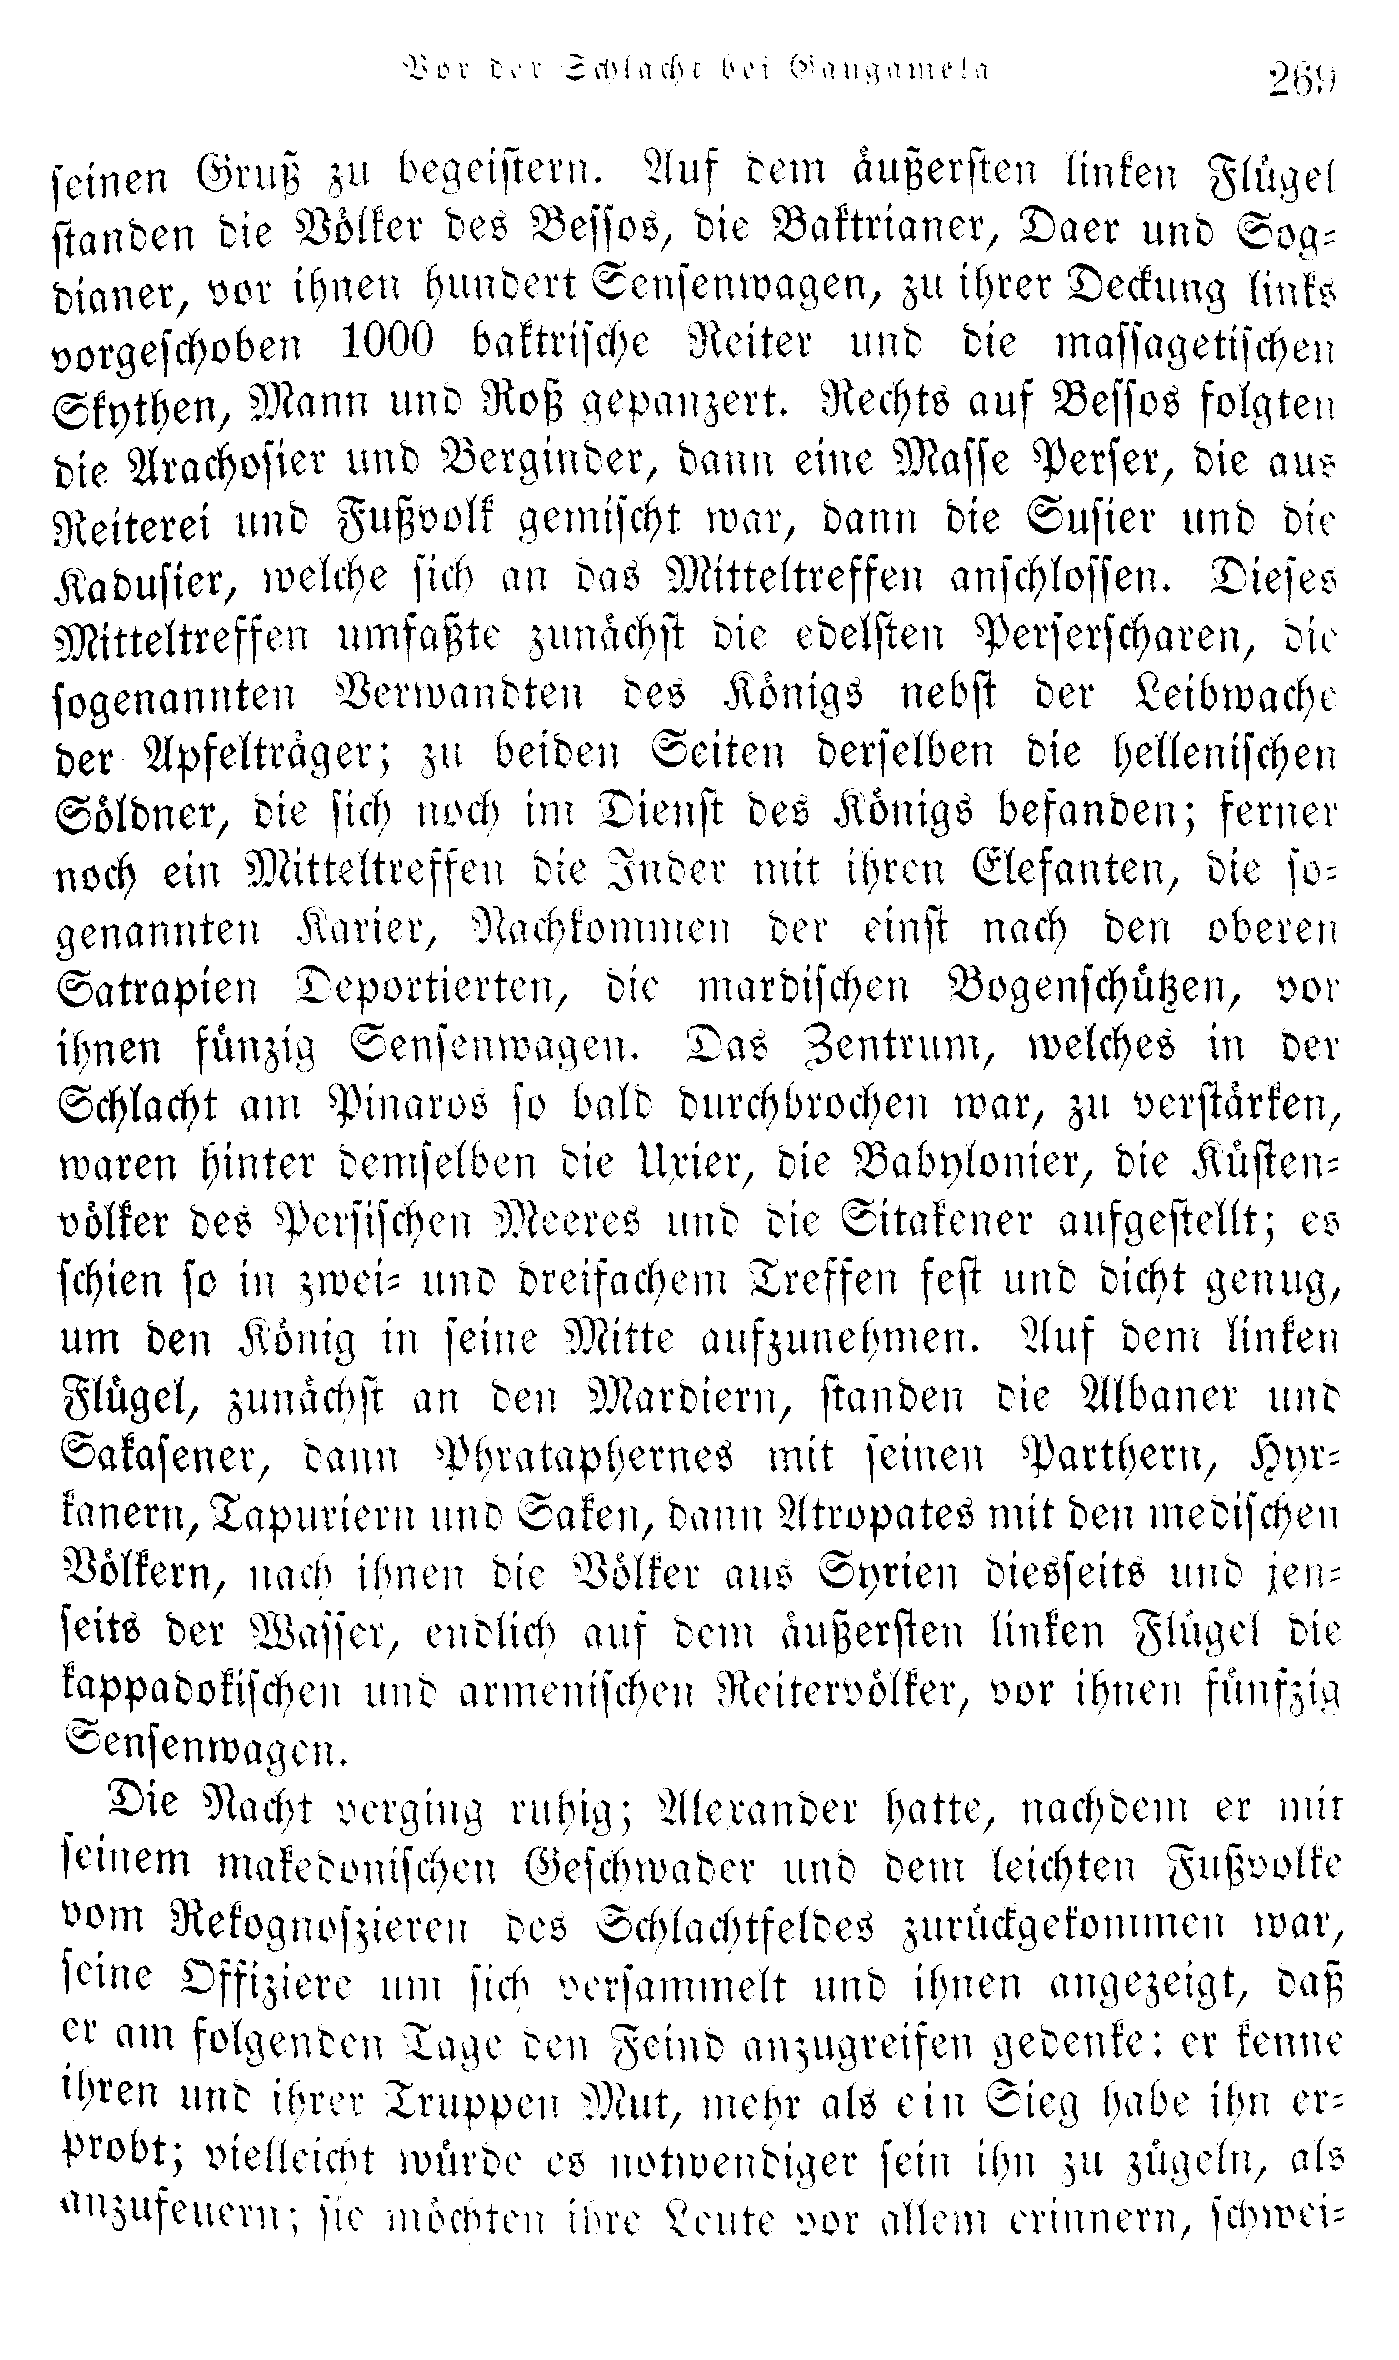 Vor der Schlacht bei Gaugamela 269
seinen Gruß zu begeistern. Auf dem äußersten linken Flügel
standen die Völker des Bessos, die Baktrianer, Daer und Sog-
dianer, vor ihnen hundert Sensenwagen, zu ihrer Deckung links
vorgeschoben 1000 baktrische Reiter und die massagetischen
Skythen, Mann und Roß gepanzert. Rechts auf Bessos folgten
die Arachosier und Berginder, dann eine Masse Perser, die aus
Reiterei und Fußvolk gemischt war, dann die Susier und die
Kadusier, welche sich an das Mitteltreffen anschlossen. Dieses
Mitteltreffen umfaßte zunächst die edelsten Perserscharen, die
sogenannten Verwandten des Königs nebst der Leibwache
der Apfelträger; zu beiden Seiten derselben die hellenischen
Söldner, die sich noch im Dienst des Königs befanden; ferner
noch ein Mitteltreffen die Inder mit ihren Elefanten, die so-
genannten Karier, Nachkommen der einst nach den oberen
Satrapien Deportierten, die mardischen Bogenschützen, vor
ihnen fünzig Sensenwagen. Das Zentrum, welches in der
Schlacht am Pinaros so bald durchbrochen war, zu verstärken,
waren hinter demselben die Uxier, die Babylonier, die Küsten-
völker des Persischen Meeres und die Sitakener aufgestellt; es
schien so in zwei- und dreifachem Treffen fest und dicht genug,
um den König in seine Mitte aufzunehmen. Auf dem linken
Flügel, zunächst an den Mardiern, standen die Albaner und
Sakasener, dann Phrataphernes mit seinen Parthern, Hyr-
kanern, Tapuriern und Saken, dann Atropates mit den medischen
Völkern, nach ihnen die Völker aus Syrien diesseits und jen-
seits der Wasser, endlich auf dem äußersten linken Flügel die
kappadokischen und armenischen Reitervölker, vor ihnen fünfzig
Sensenwagen.
Die Nacht verging ruhig; Alexander hatte, nachdem er mit
seinem makedonischen Geschwader und dem leichten Fußvolke
vom Rekognoszieren des Schlachtfeldes zurückgekommen war,
seine Offiziere um sich versammelt und ihnen angezeigt, daß
er am folgenden Tage den Feind anzugreifen gedenke: er kenne
ihren und ihrer Truppen Mut, mehr als ein Sieg habe ihn er-
probt; vielleicht würde es notwendiger sein ihn zu zügeln, als
anzufeuern; sie möchten ihre Leute vor allem erinnern, schwei-